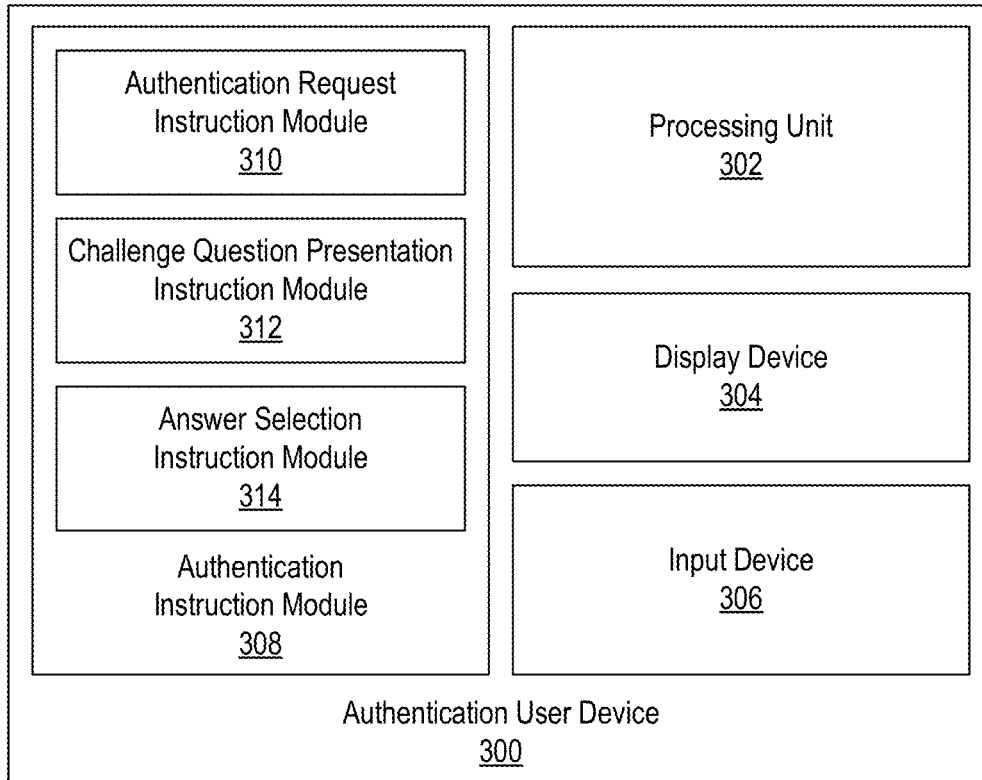 Authentication Request
Instruction Module
310
Challenge Question Presentation
Instruction Module
312
Answer Selection
Instruction Module
314
Authentication
Instruction Module
308
Processing Unit
302
Display Device
304
Input Device
306
Authentication User Device
300